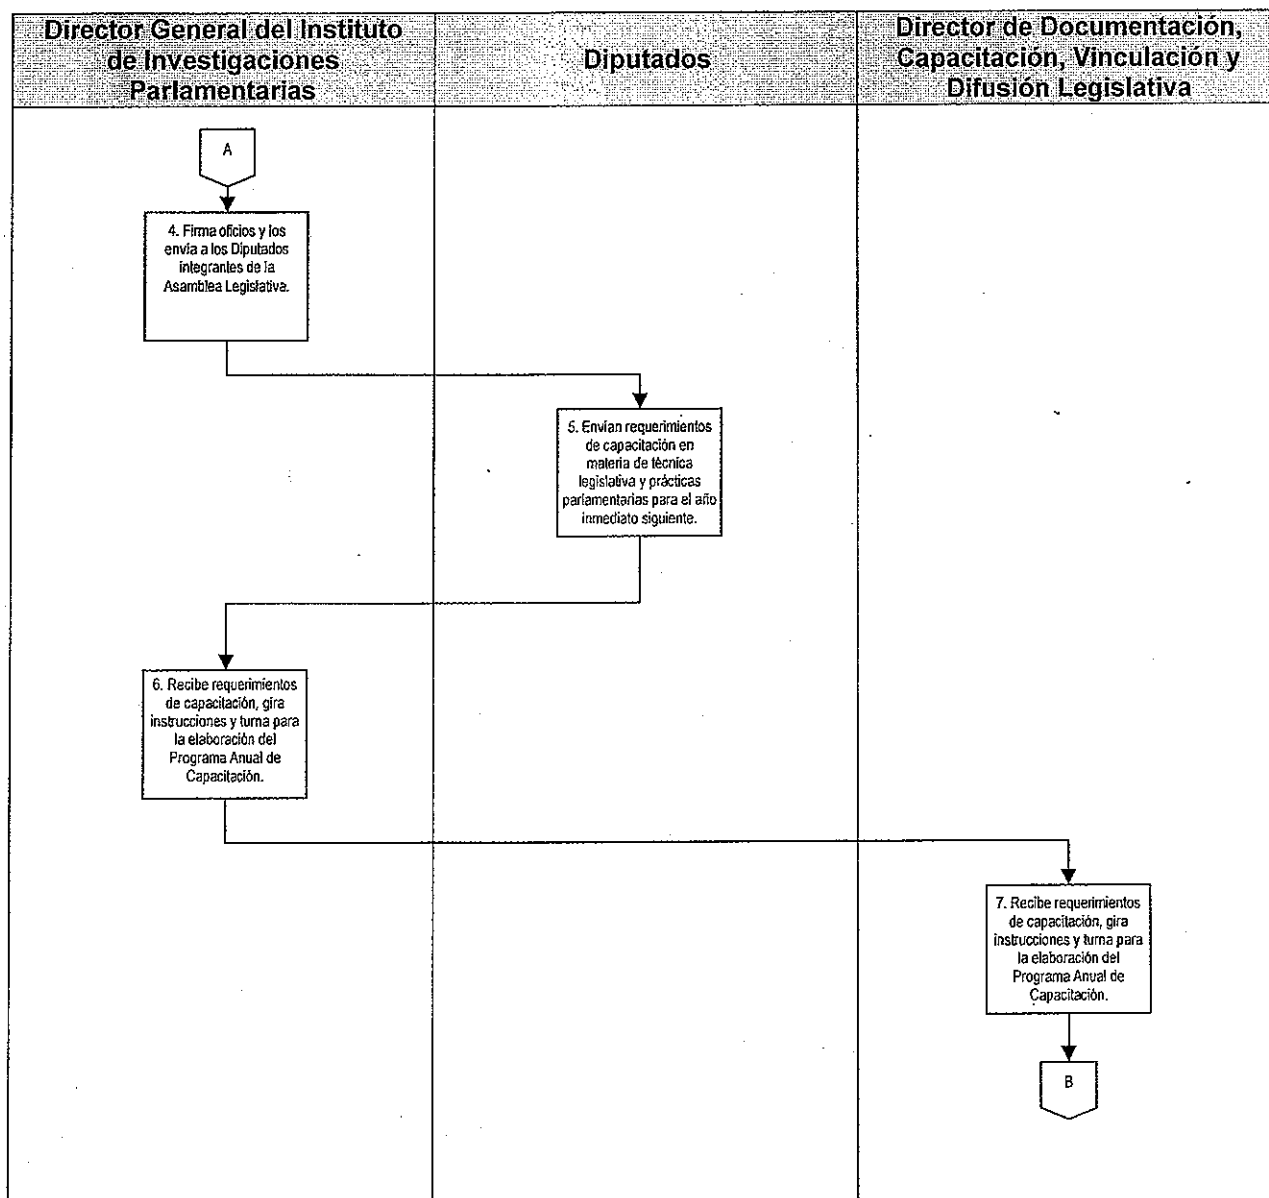 Director General del Instituto
de Investigaciones
Parlamentarias
Diputados
Director de Documentación,
Capacitación, Vinculación y
Difusión Legislativa
A
4. Firma oficios y los
envía a los Diputados
integrantes de la
Asamblea Legislativa.
5. Envían requerimientos
de capacitación en
materia de técnica
legislativa y prácticas
parlamentarias para el año
inmediato siguiente.
6. Recibe requerimientos
de capacitación, gira
instrucciones y turna para
la elaboración del
Programa Anual de
Capacitación.
7. Recibe requerimientos
de capacitación, gira
instrucciones y turna para
la elaboración del
Programa Anual de
Capacitación.
B